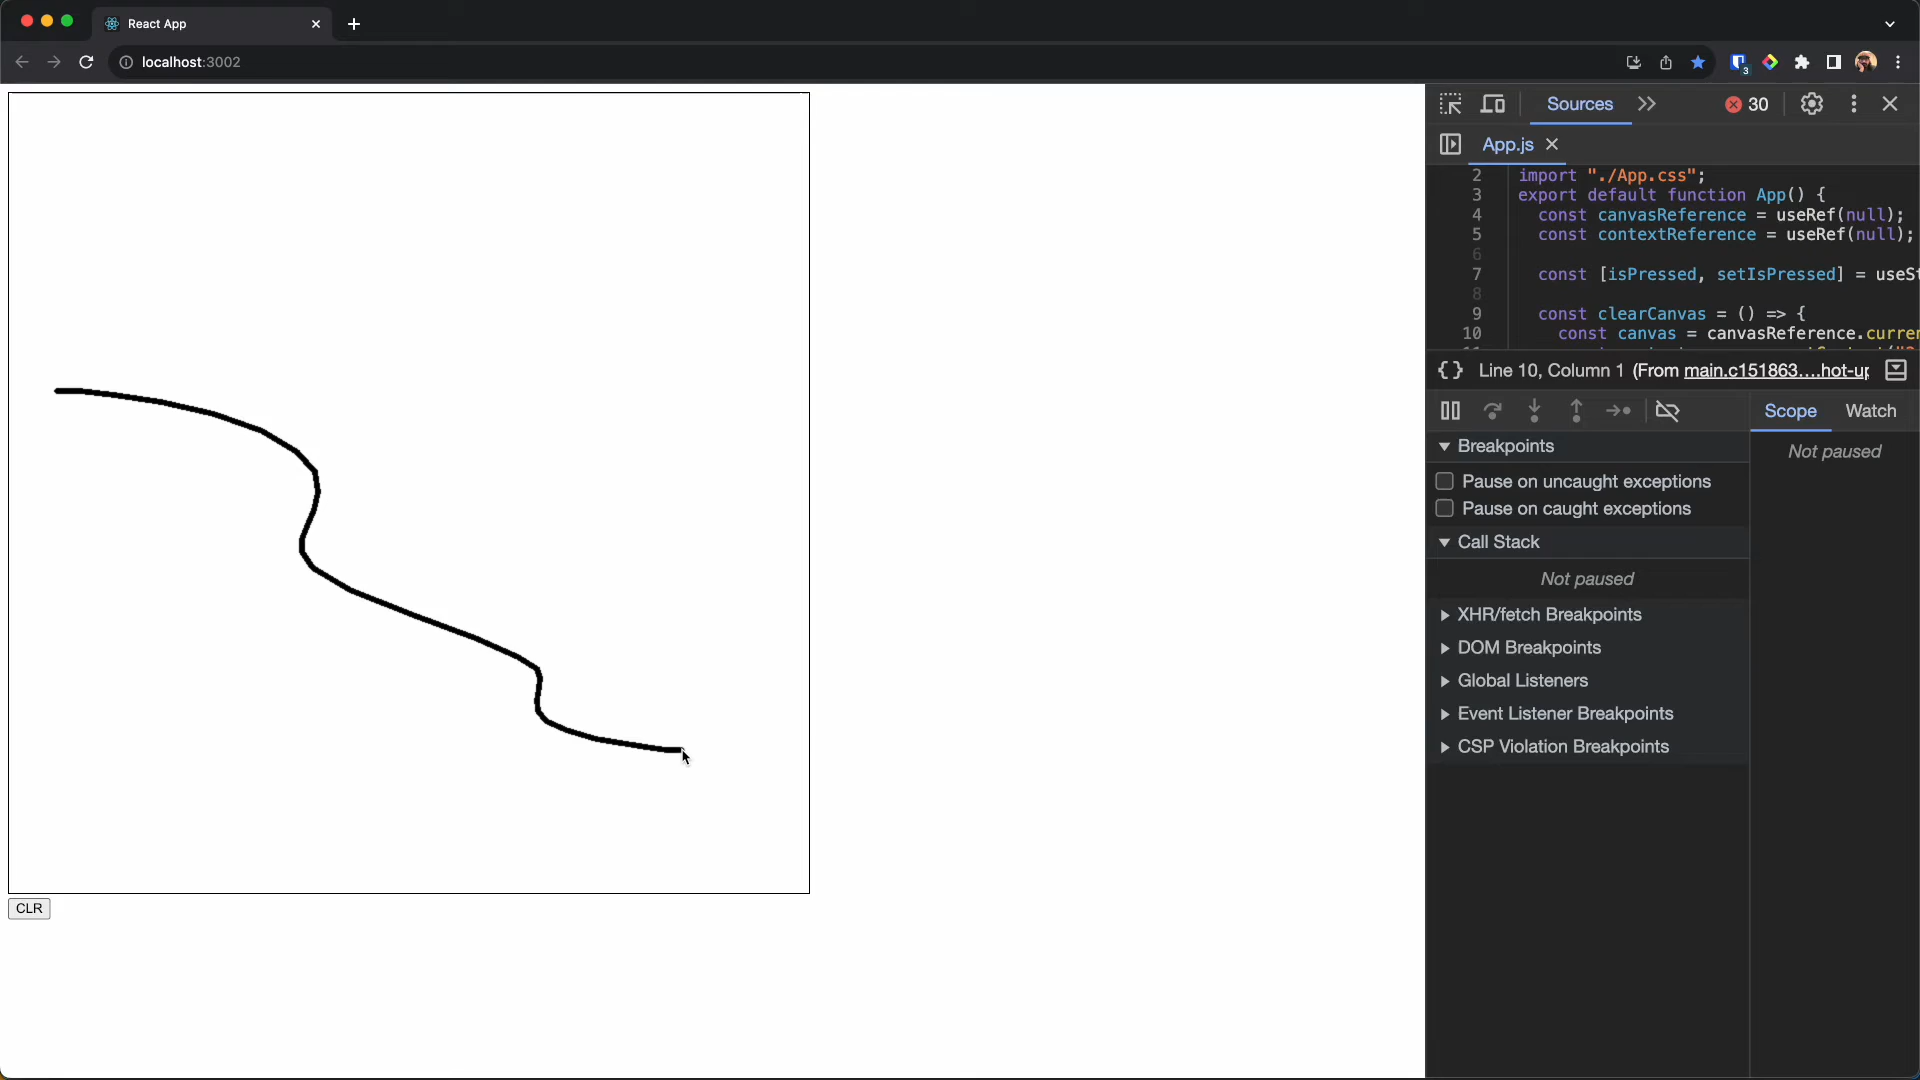 React App
localhost:3002
3
Sources
30
App.js
2 import "./App.css";
3 export default function App() {
4 const canvasReference = useRef(null);
5 const contextReference = useRef(null);
6
7 const [isPressed, setIsPressed] = useSt
8
9 const clearCanvas = () => {
10 const canvas = canvasReference.curren
{} Line 10, Column 1 (From main.c151863....hot-up
Scope Watch
Breakpoints
Not paused
Pause on uncaught exceptions
Pause on caught exceptions
Call Stack
Not paused
XHR/fetch Breakpoints
DOM Breakpoints
Global Listeners
Event Listener Breakpoints
CSP Violation Breakpoints
CLR